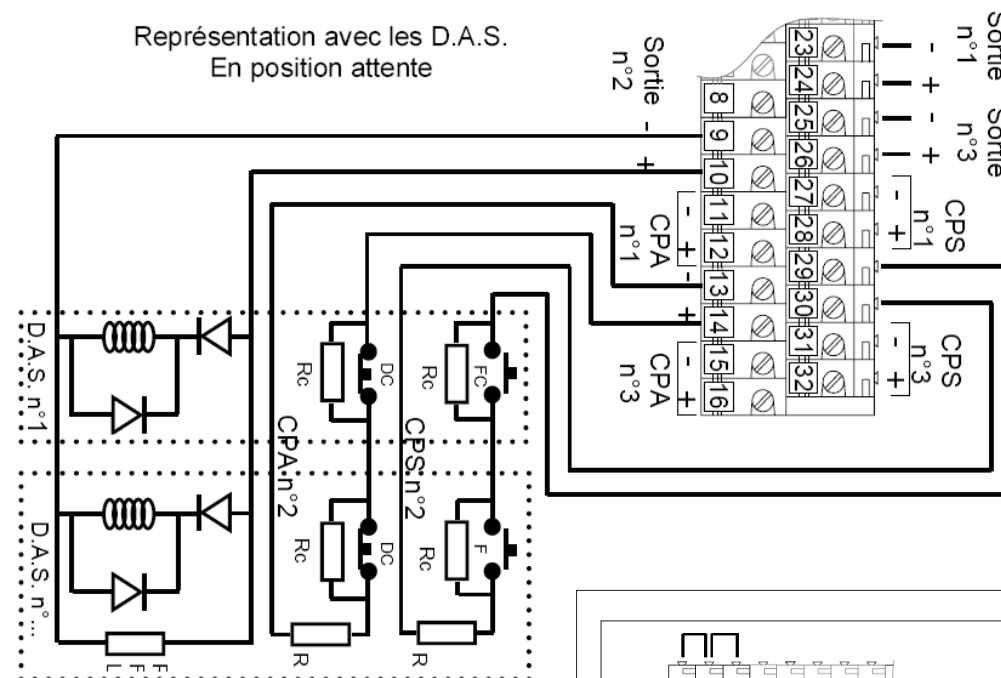 Représentation avec les D.A.S.
En position attente
Sortie
n°2
-
+
8
9
10
11
12
13
14
15
16
- CPA
+ n°1
-
+
- CPA
+ n°3
23
24
25
26
27
28
29
30
31
32
- Sortie
+ n°1
- Sortie
+ n°3
- CPS
+ n°1
- CPS
+ n°3
D.A.S. n°1
Rc
DC
Rc
FC
CPA n°2
CPS n°2
D.A.S. n°...
Rc
DC
Rc
F
R
R